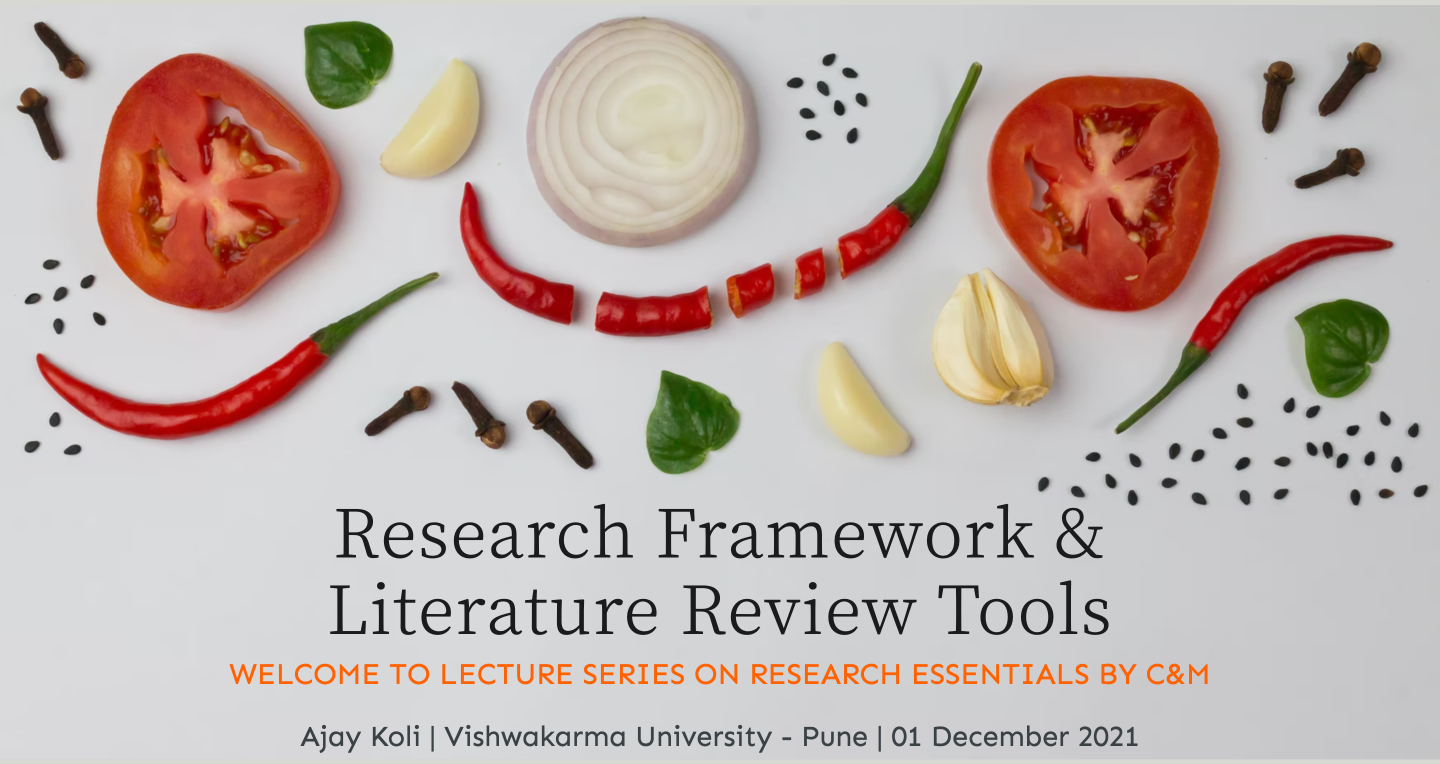 Research Framework &
Literature Review Tools
WELCOME TO LECTURE SERIES ON RESEARCH ESSENTIALS BY C&M
Ajay Koli | Vishwakarma University - Pune | 01 December 2021